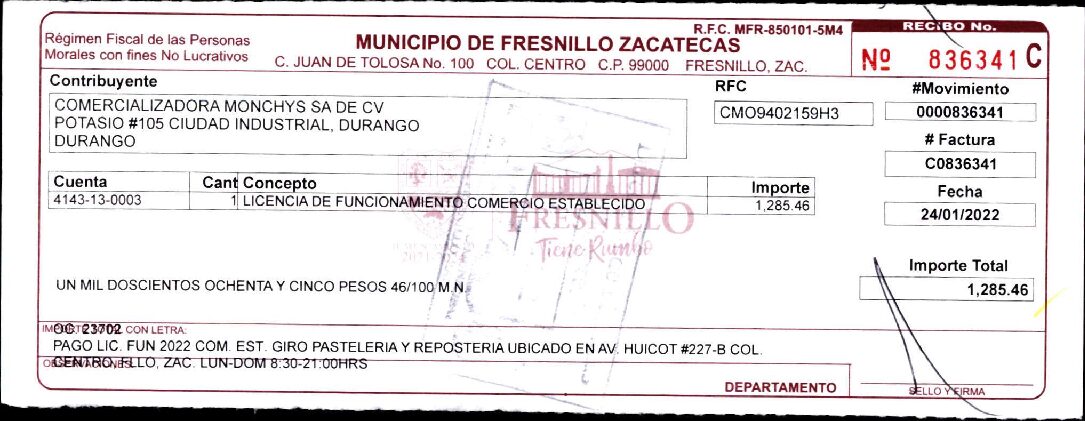 Régimen Fiscal de las Personas
Morales con fines No Lucrativos
R.F.C. MFR-850101-5M4
MUNICIPIO DE FRESNILLO ZACATECAS
C. JUAN DE TOLOSA No. 100 COL. CENTRO C.P. 99000 FRESNILLO, ZAC.
RECIBO No.
Nº 836341 C
Contribuyente
COMERCIALIZADORA MONCHYS SA DE CV
POTASIO #105 CIUDAD INDUSTRIAL, DURANGO
DURANGO
RFC
CMO9402159H3
#Movimiento
0000836341
# Factura
C0836341
Fecha
24/01/2022
Cuenta Cant Concepto Importe
4143-13-0003 1 LICENCIA DE FUNCIONAMIENTO COMERCIO ESTABLECIDO 1,285.46
FRESNILLO
Tiene Rumbo
Importe Total
1,285.46
UN MIL DOSCIENTOS OCHENTA Y CINCO PESOS 46/100 M.N.
CON LETRA:
OG: 23702
PAGO LIC. FUN 2022 COM. EST. GIRO PASTELERIA Y REPOSTERIA UBICADO EN AV. HUICOT #227-B COL.
OBSERVACIONES:
CENTRO, FLLO, ZAC. LUN-DOM 8:30-21:00HRS
DEPARTAMENTO
SELLO Y FIRMA